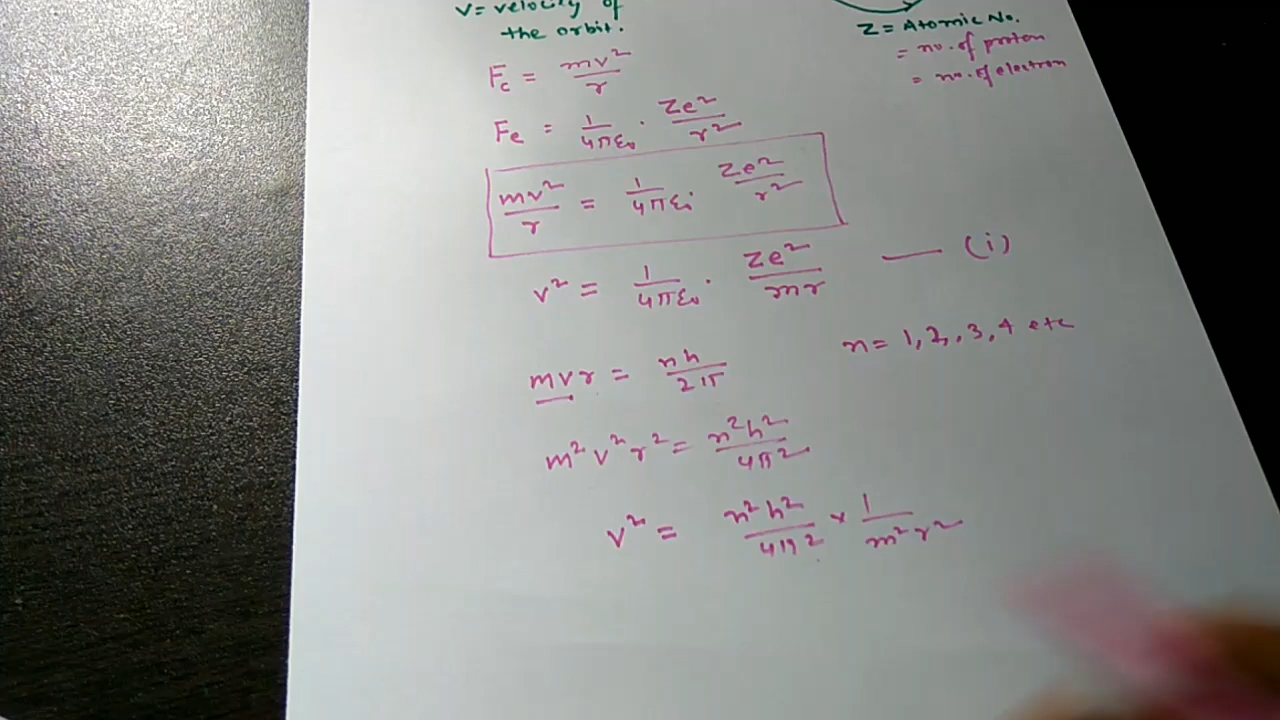 V = velocity of
the orbit.
Z = Atomic No.
= no. of proton
= no. of electron
F_c = mv²/r
F_e = 1/4πε₀ · Ze²/r²
mv²/r = 1/4πε₀ · Ze²/r²
v² = 1/4πε₀ · Ze²/mr — (i)
n = 1, 2, 3, 4 etc
mvr = nh/2π
m²v²r² = n²h²/4π²
v² = n²h²/4π² × 1/m²r²